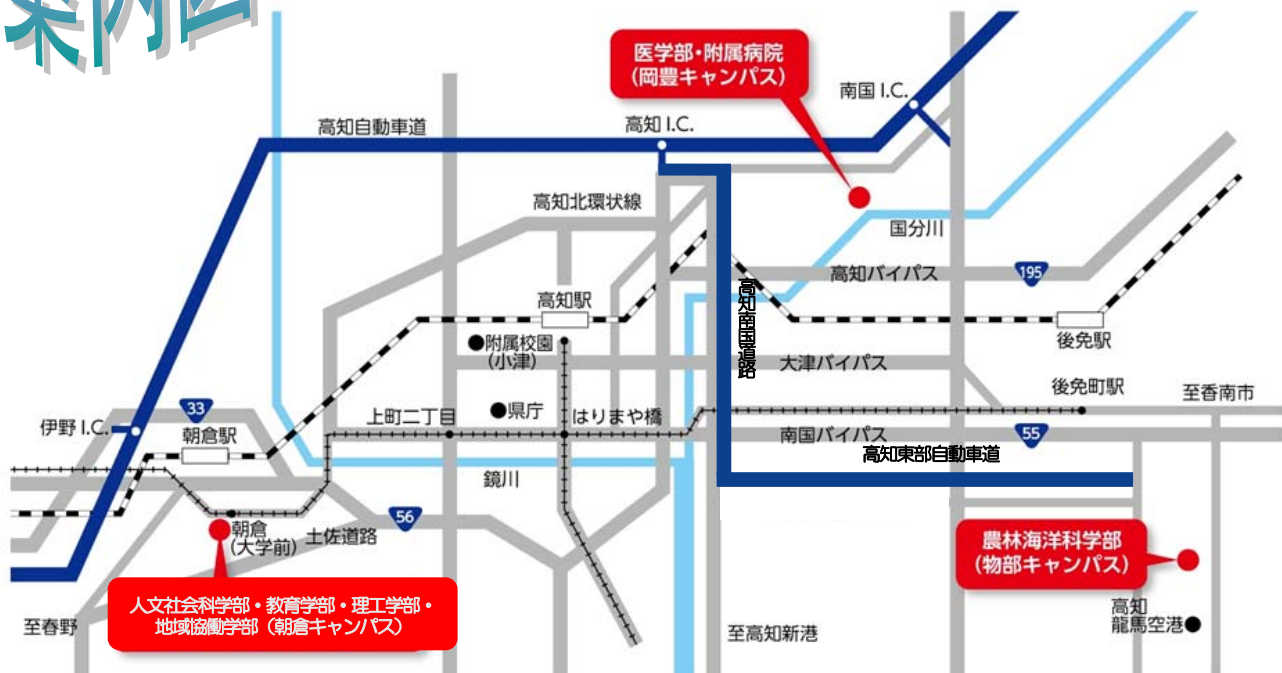 案内図
医学部・附属病院
(岡豊キャンパス)
南国 I.C.
高知自動車道
高知 I.C.
高知北環状線
国分川
高知バイパス
195
高知駅
高知南国道路
後免駅
附属校園
(小津)
大津バイパス
後免町駅
至香南市
33
県庁
上町二丁目
はりまや橋
伊野 I.C.
朝倉駅
南国バイパス
55
高知東部自動車道
鏡川
56
朝倉
(大学前)
土佐道路
農林海洋科学部
(物部キャンパス)
人文社会科学部・教育学部・理工学部・
地域協働学部(朝倉キャンパス)
至春野
至高知新港
高知
龍馬空港